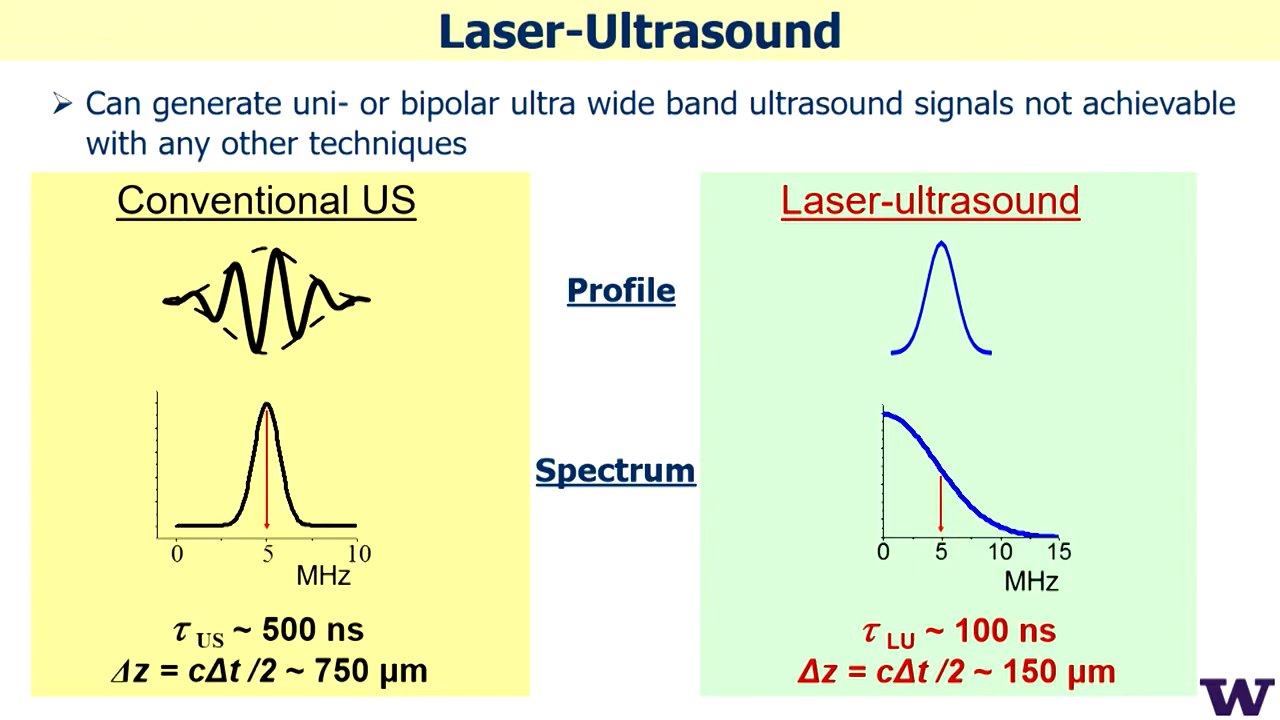 Laser-Ultrasound
➢ Can generate uni- or bipolar ultra wide band ultrasound signals not achievable
with any other techniques
Conventional US
Laser-ultrasound
Profile
Spectrum
0 5 10
MHz
0 5 10 15
MHz
τ US ~ 500 ns
Δz = cΔt /2 ~ 750 μm
τ LU ~ 100 ns
Δz = cΔt /2 ~ 150 μm
W